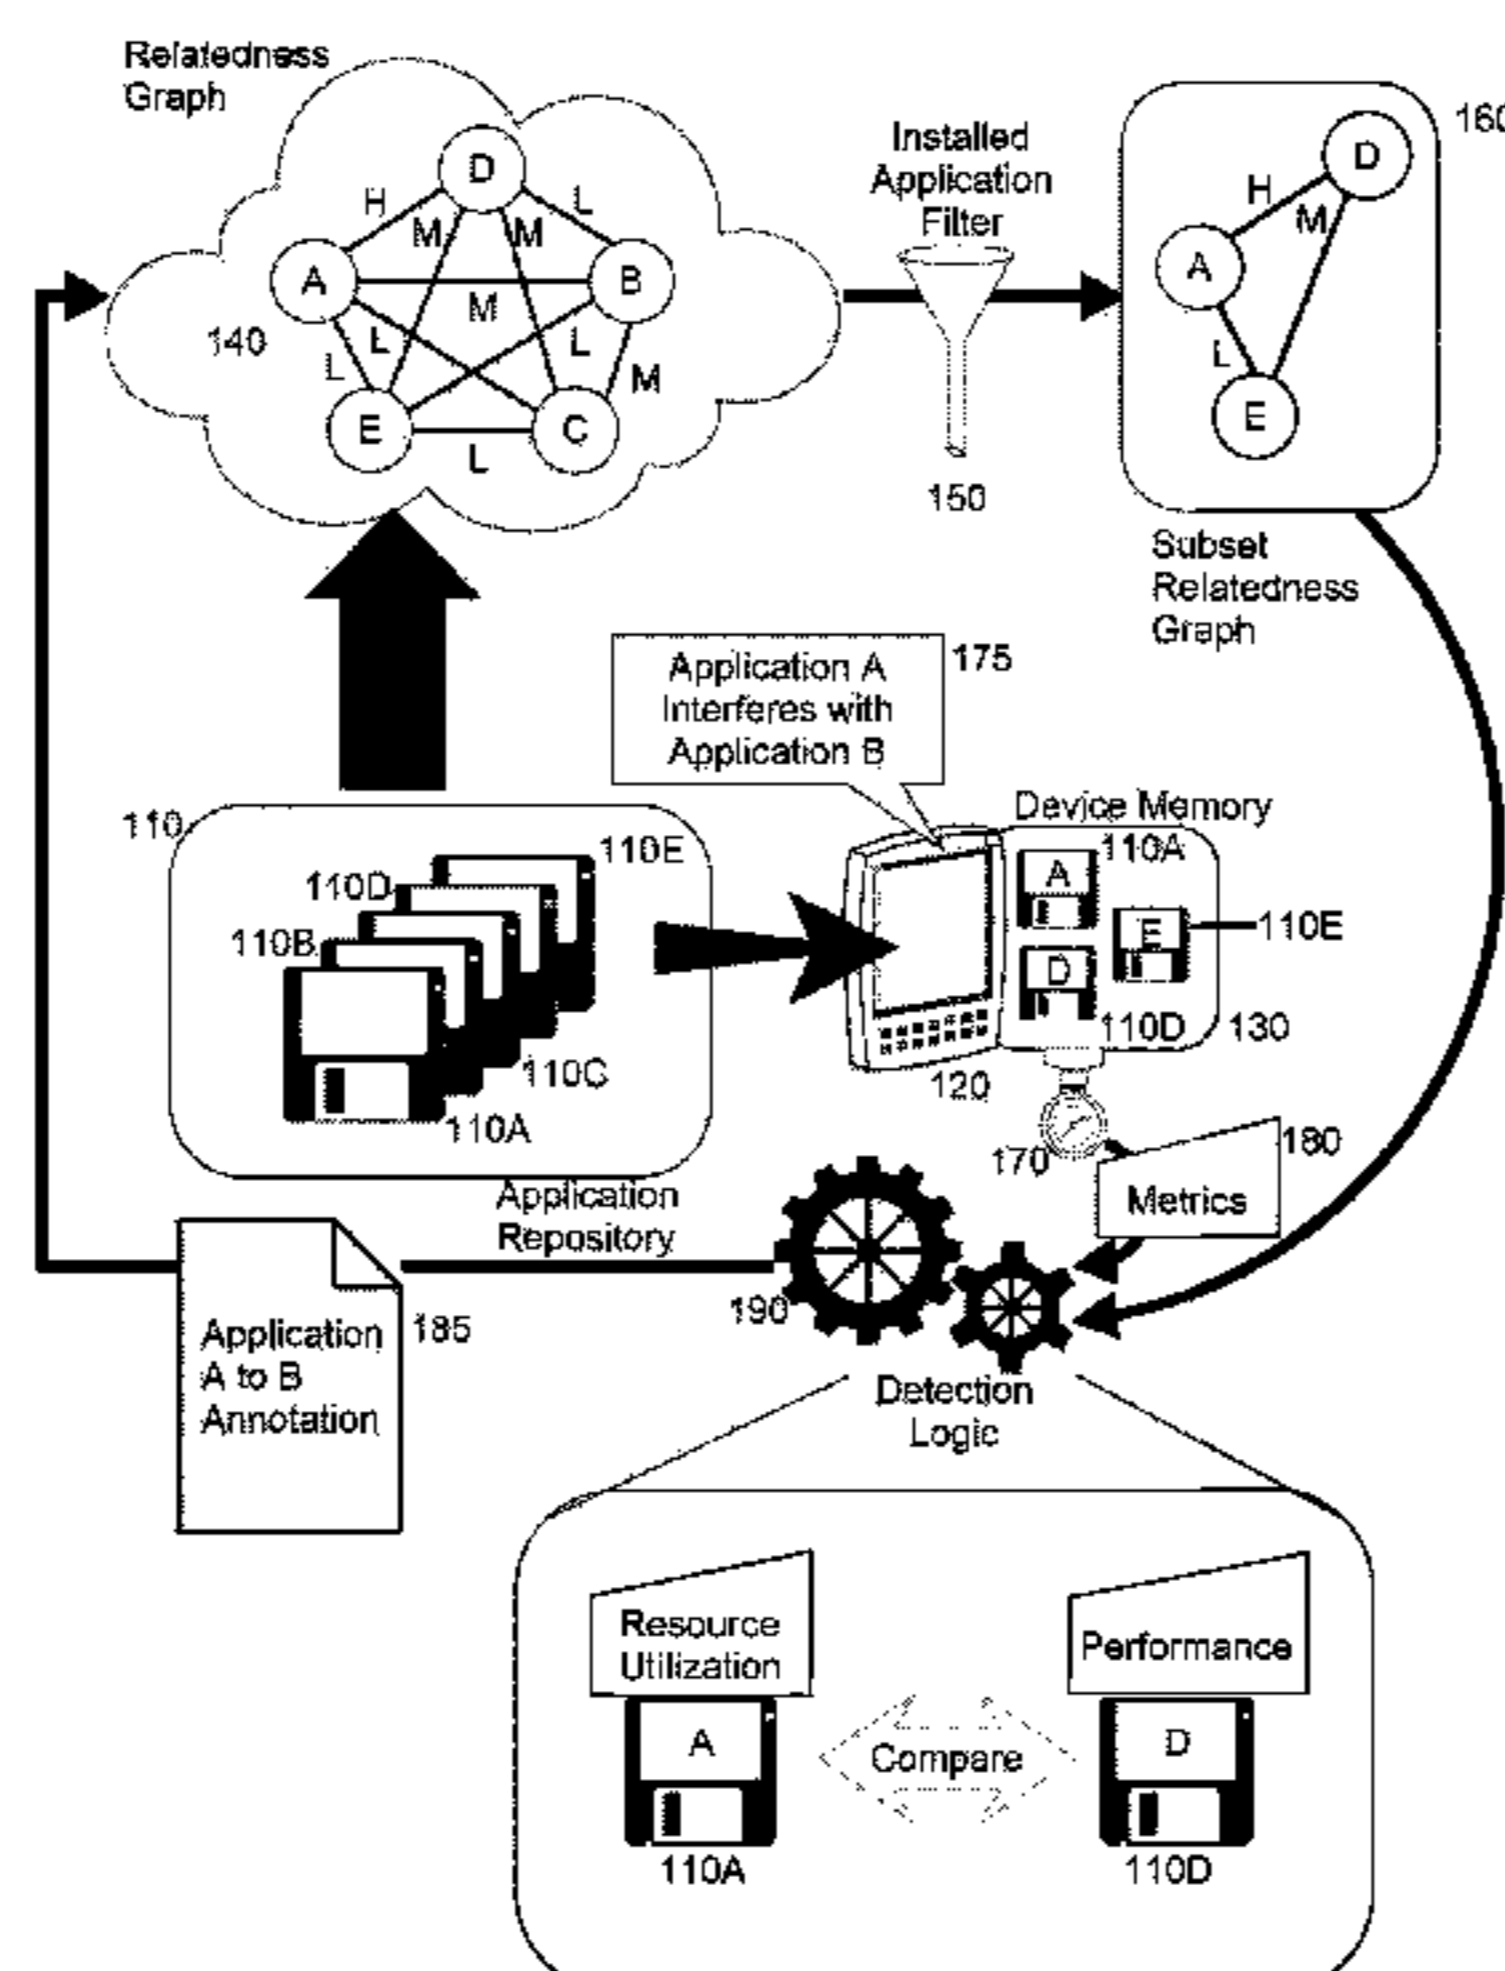 Relatedness
Graph
D
H
L
M
M
A
B
M
140
L
L
L
M
E
C
L
Installed
Application
Filter
150
160
D
H
M
A
L
E
Subset
Relatedness
Graph
Application A
Interferes with
Application B
175
110
110E
110D
110B
110C
110A
Application
Repository
Device Memory
110A
A
E
110E
D
110D
130
120
170
180
Metrics
190
Application
A to B
Annotation
185
Detection
Logic
Resource
Utilization
Performance
A
Compare
D
110A
110D